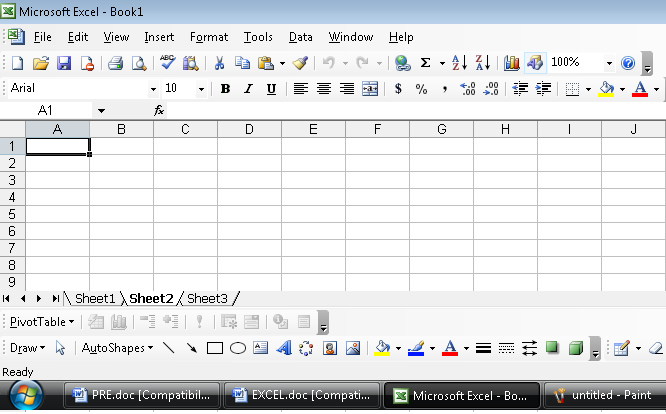 Microsoft Excel - Book1
File Edit View Insert Format Tools Data Window Help
Σ 100%
Arial 10 B I U $ % ,
A1 fx
A B C D E F G H I J
1
2
3
4
5
6
7
8
9
Sheet1 Sheet2 Sheet3
PivotTable
Draw AutoShapes A
Ready
PRE.doc [Compatibil... EXCEL.doc [Compati... Microsoft Excel - Bo... untitled - Paint